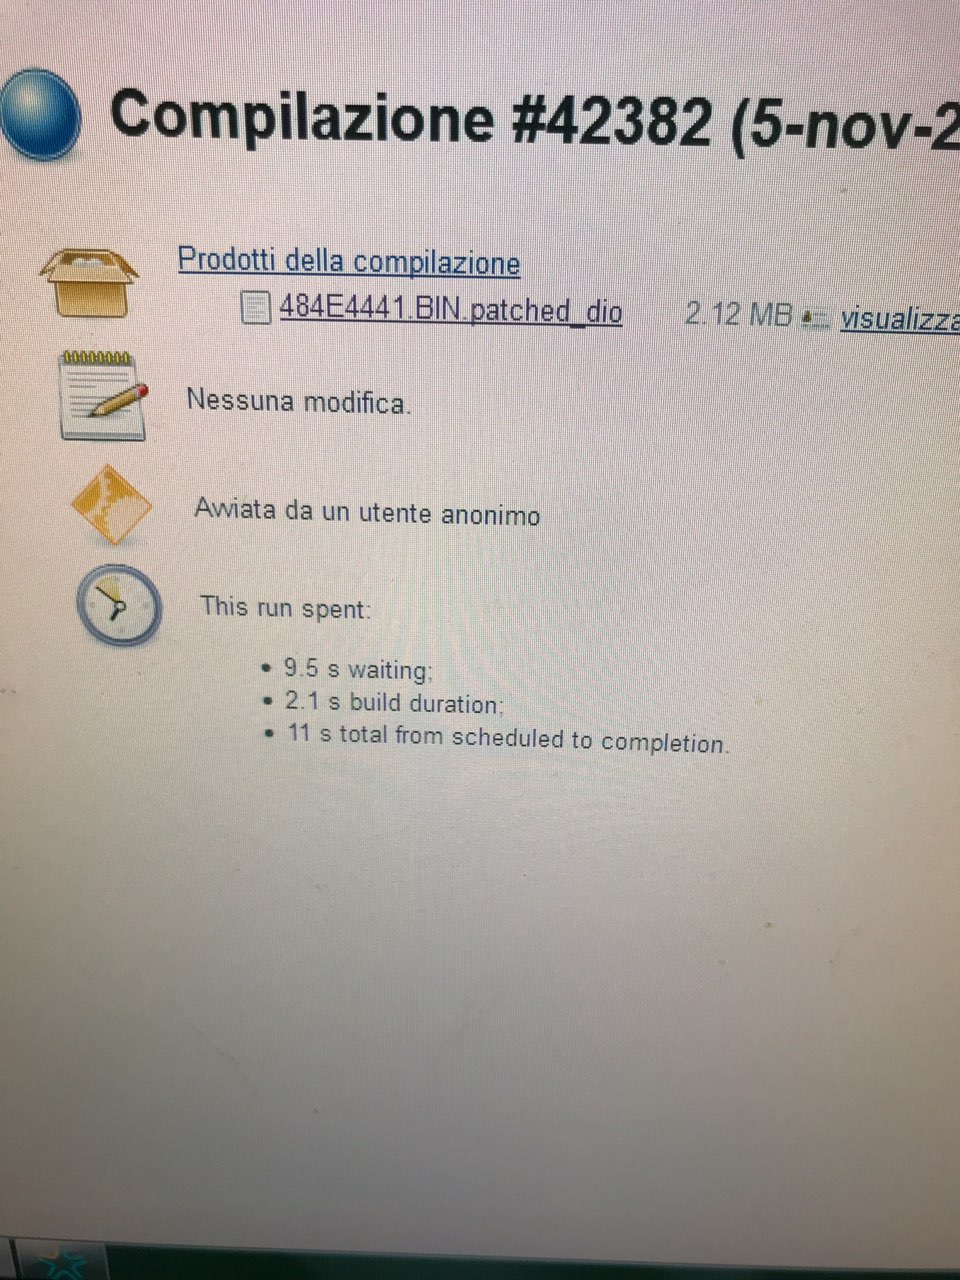 Compilazione #42382 (5-nov-2
Prodotti della compilazione
484E4441.BIN.patched_dio 2.12 MB visualizza
Nessuna modifica.
Avviata da un utente anonimo
This run spent:
• 9.5 s waiting;
• 2.1 s build duration;
• 11 s total from scheduled to completion.